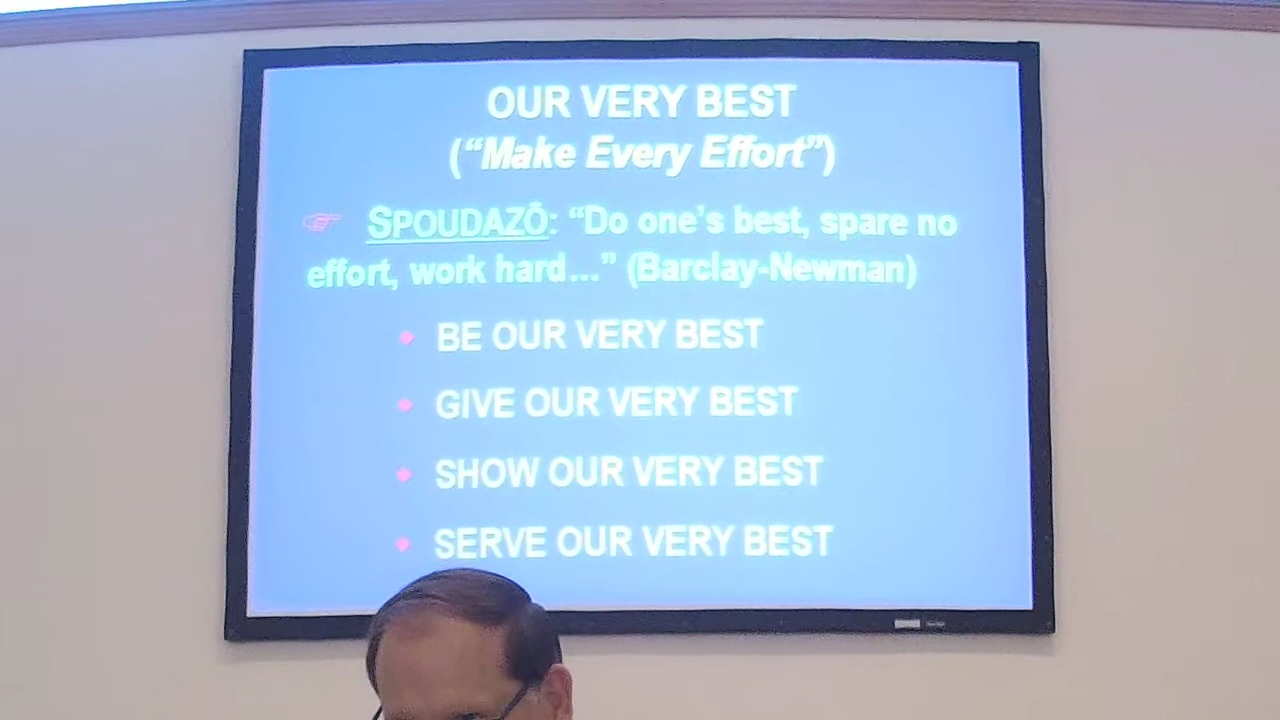 OUR VERY BEST
(“Make Every Effort”)
☞ SPOUDAZŌ: “Do one’s best, spare no
effort, work hard…” (Barclay-Newman)
BE OUR VERY BEST
GIVE OUR VERY BEST
SHOW OUR VERY BEST
SERVE OUR VERY BEST